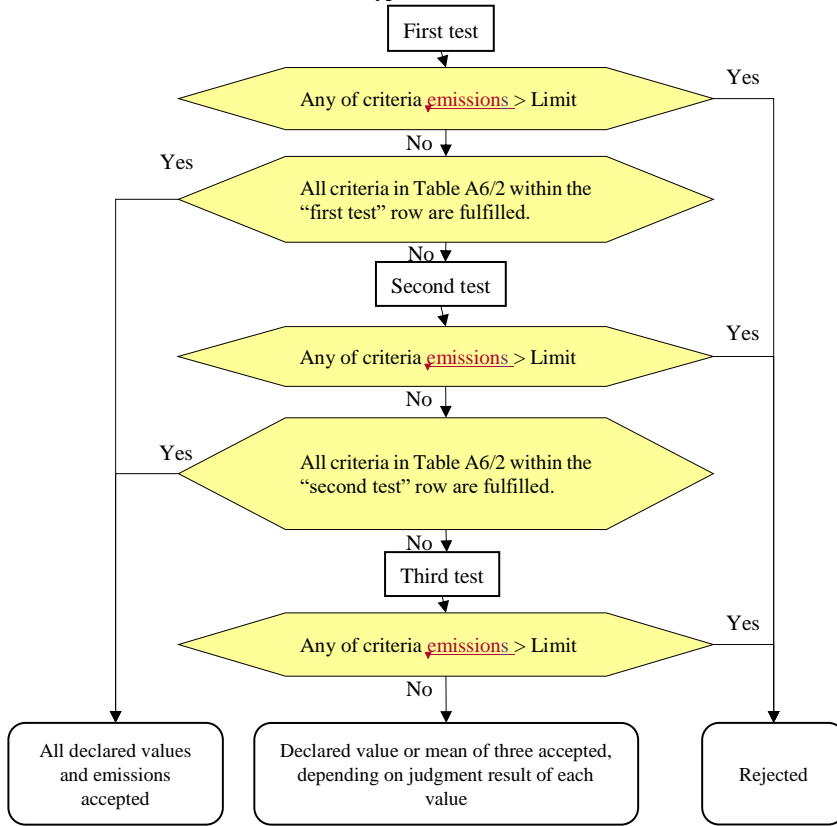 First test
Any of criteria emissions > Limit
Yes
No
Yes
All criteria in Table A6/2 within the
“first test” row are fulfilled.
No
Second test
Any of criteria emissions > Limit
Yes
No
Yes
All criteria in Table A6/2 within the
“second test” row are fulfilled.
No
Third test
Any of criteria emissions > Limit
Yes
No
All declared values
and emissions
accepted
Declared value or mean of three accepted,
depending on judgment result of each
value
Rejected